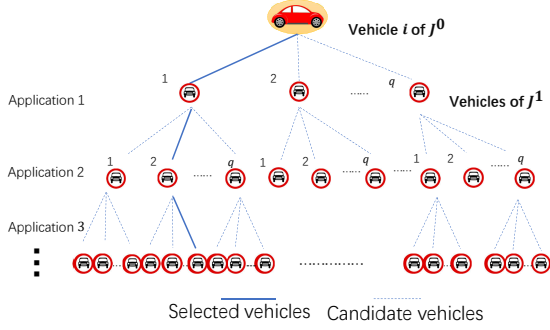 Vehicle i of J⁰
1
2
...... q
Application 1
Vehicles of J¹
1 2 ...... q 1 2 ...... q ...... 1 2 ...... q
Application 2
Application 3
Selected vehicles
Candidate vehicles